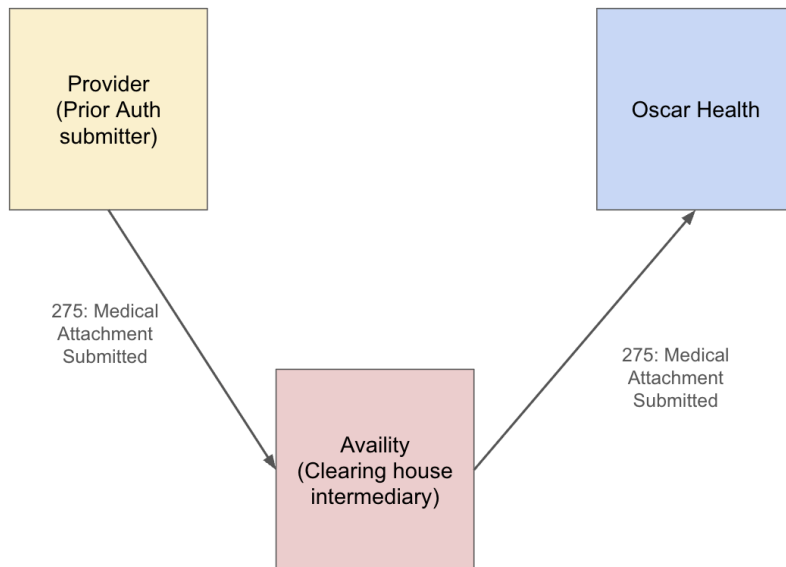 Provider
(Prior Auth
submitter)
Oscar Health
275: Medical
Attachment
Submitted
275: Medical
Attachment
Submitted
Availity
(Clearing house
intermediary)